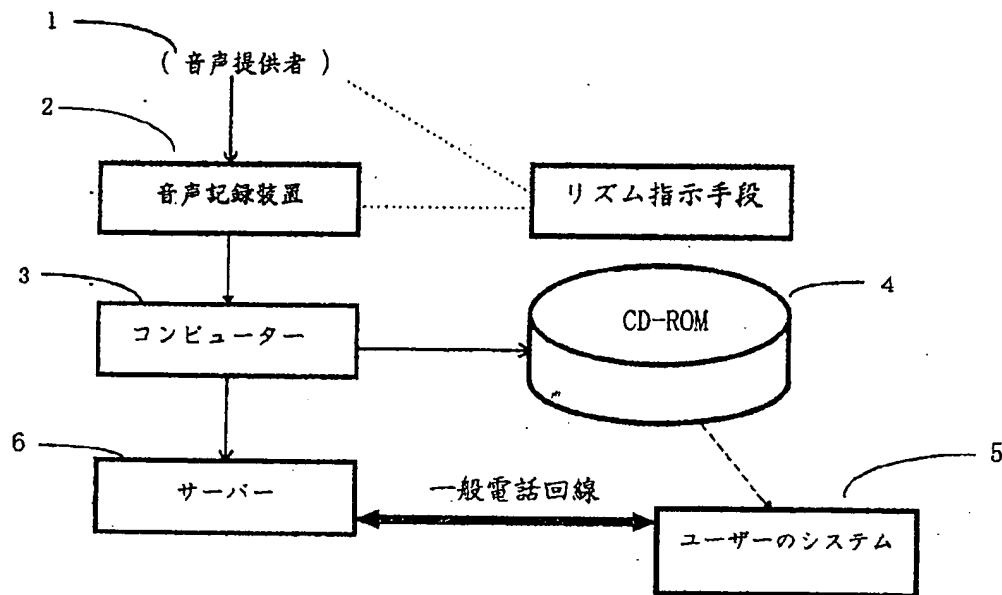 1
(音声提供者)
2
音声記録装置
リズム指示手段
3
コンピューター
4
CD-ROM
6
サーバー
一般電話回線
5
ユーザーのシステム